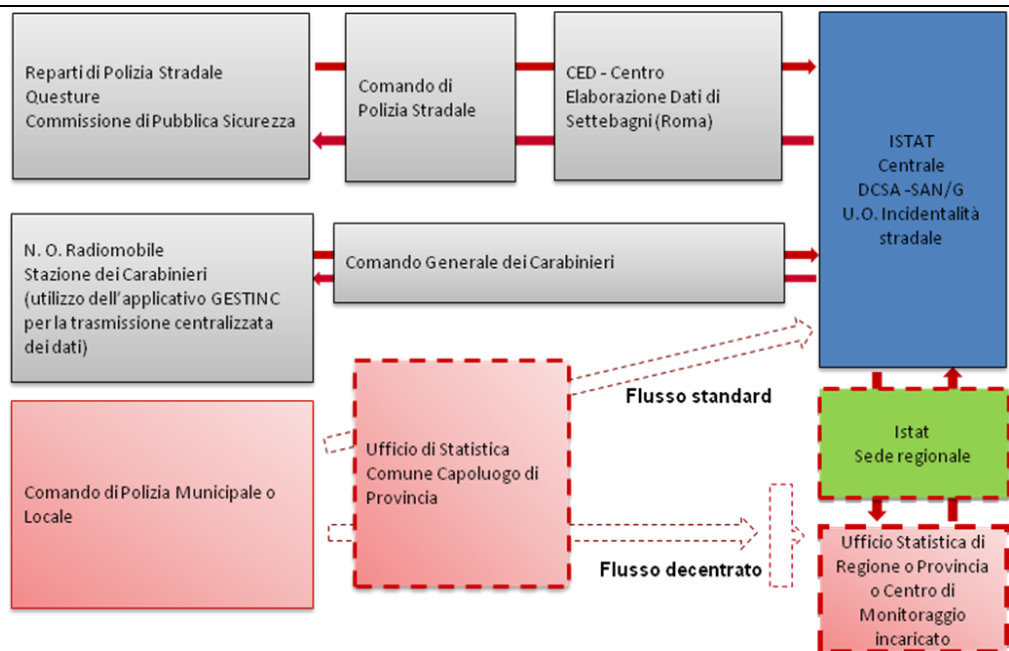 Reparti di Polizia Stradale
Questure
Commissione di Pubblica Sicurezza
Comando di
Polizia Stradale
CED - Centro
Elaborazione Dati di
Settebagni (Roma)
ISTAT
Centrale
DCSA -SAN/G
U.O. Incidentalità
stradale
N. O. Radiomobile
Stazione dei Carabinieri
(utilizzo dell'applicativo GESTINC
per la trasmissione centralizzata
dei dati)
Comando Generale dei Carabinieri
Flusso standard
Ufficio di Statistica
Comune Capoluogo di
Provincia
Comando di Polizia Municipale o
Locale
Flusso decentrato
Istat
Sede regionale
Ufficio Statistica di
Regione o Provincia
o Centro di
Monitoraggio
incaricato